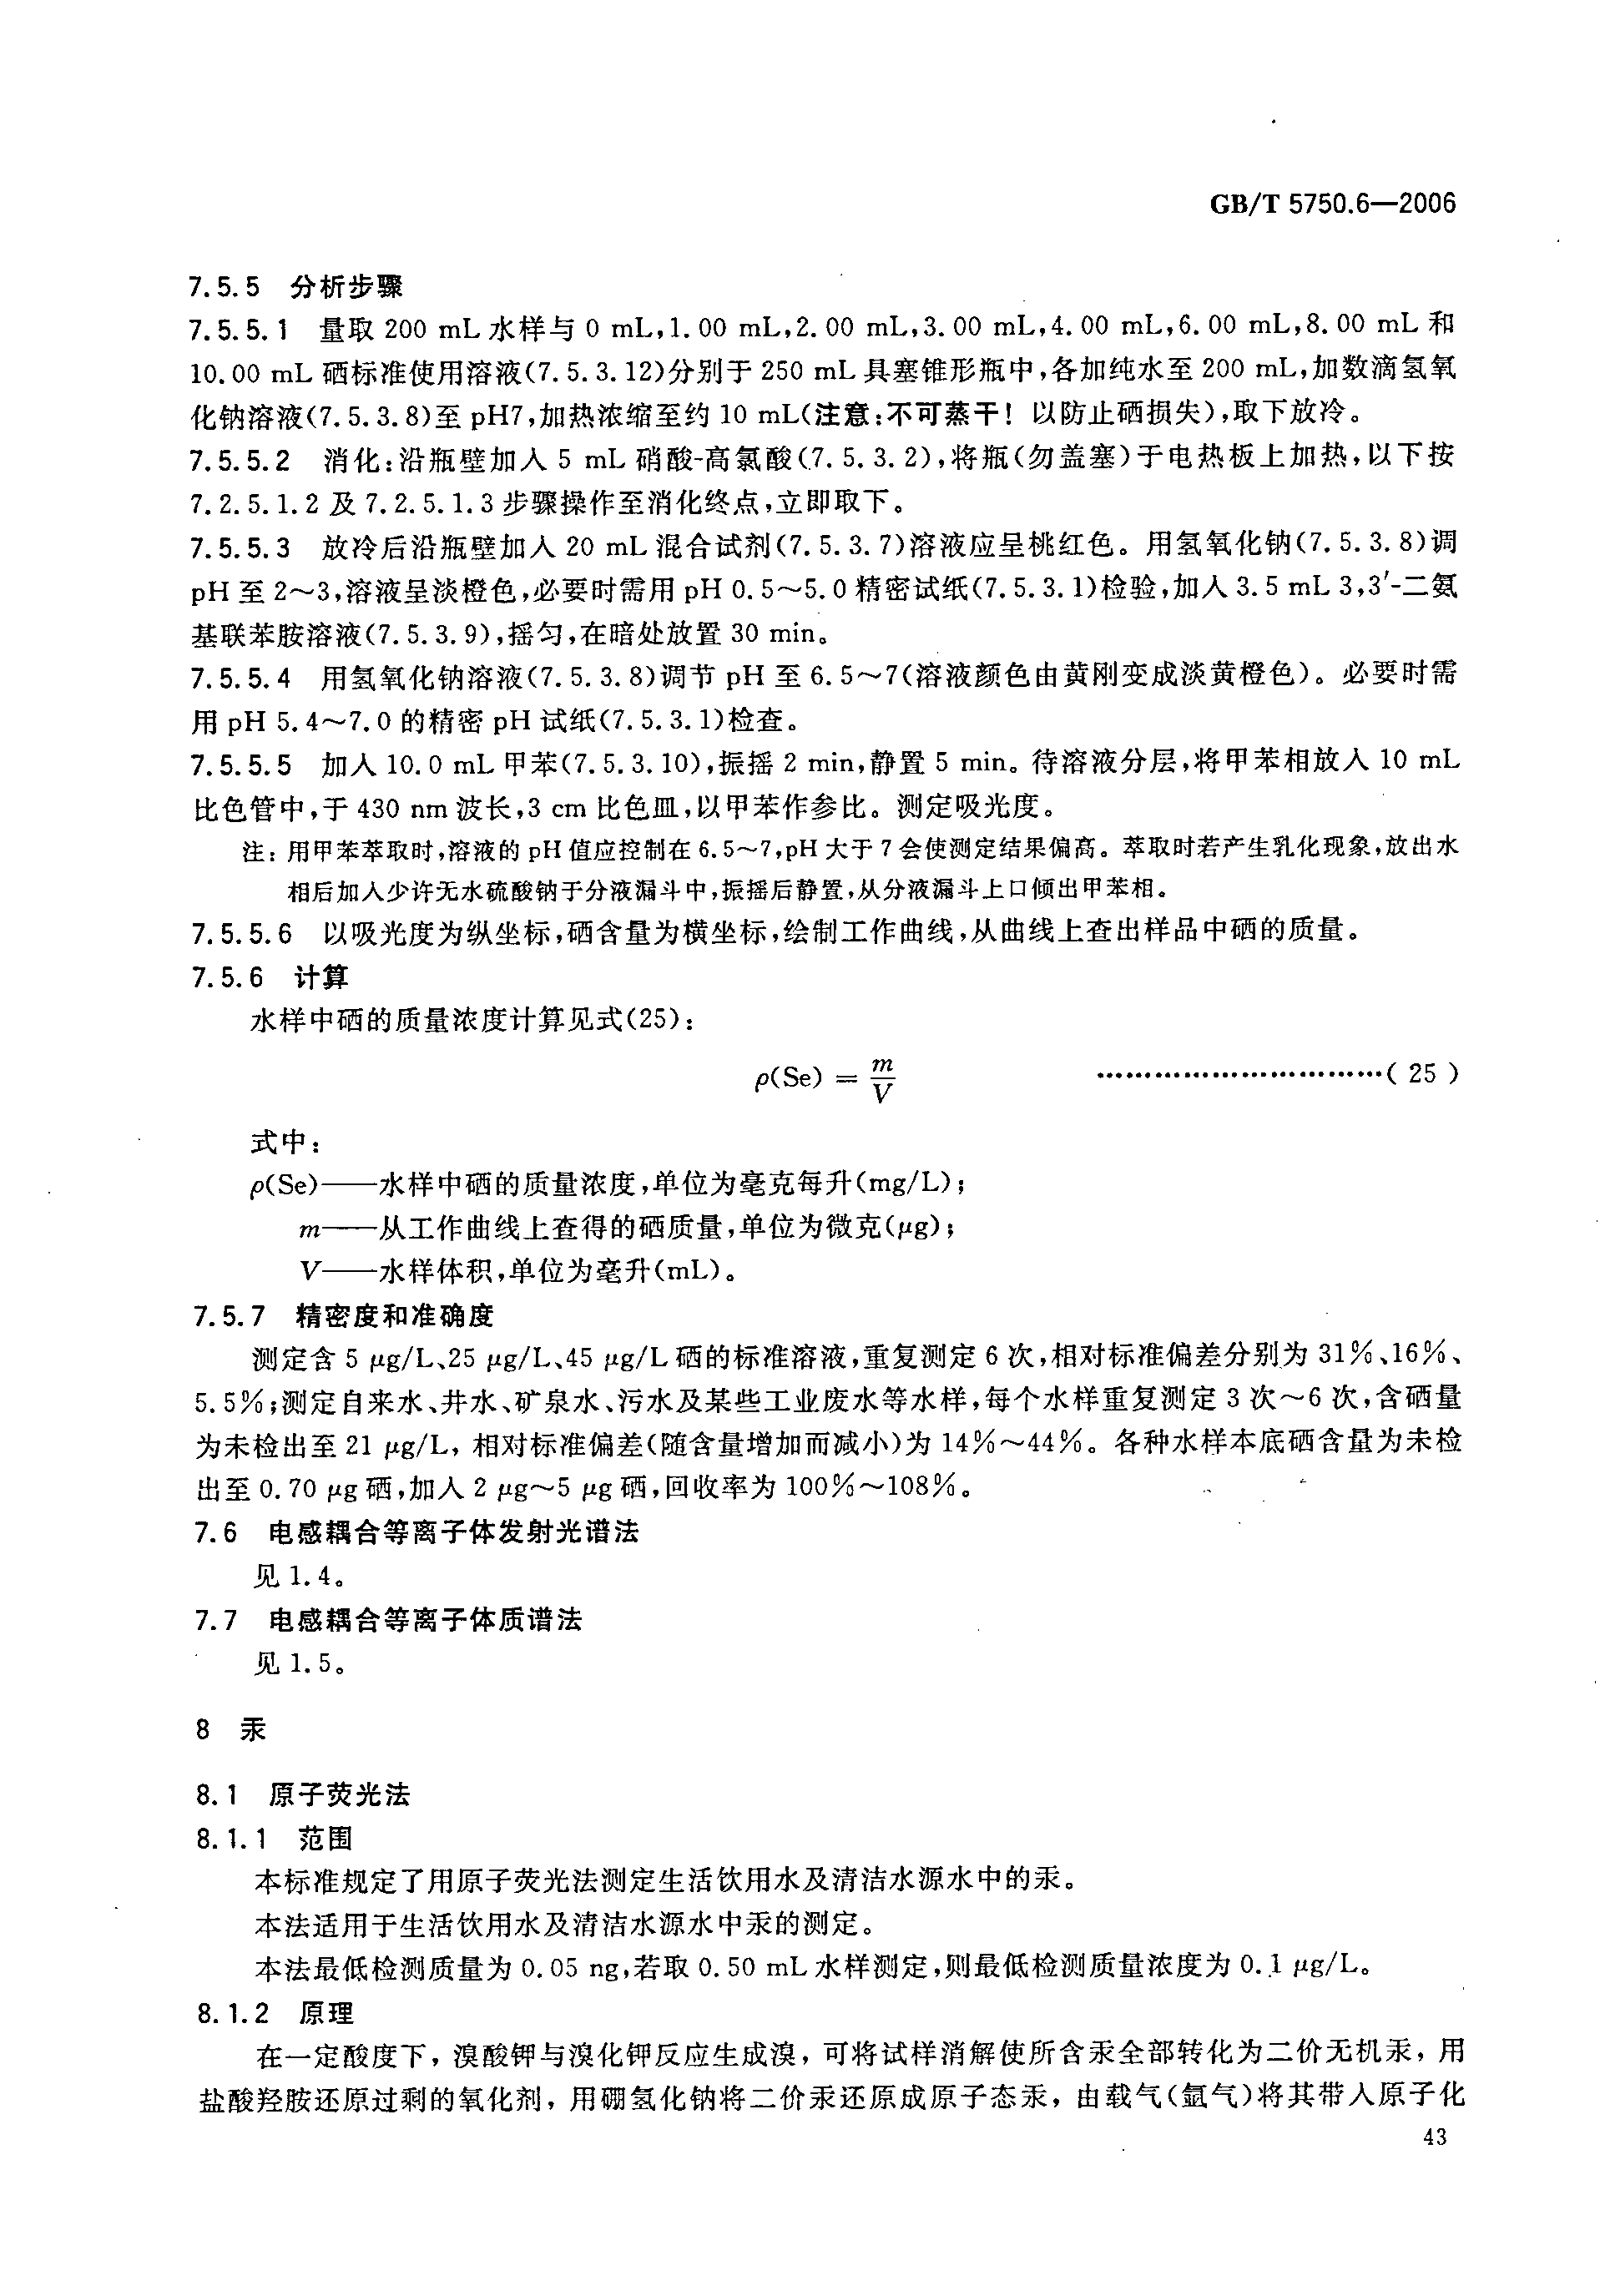 GB/T 5750.6—2006
7.5.5 分析步骤
7.5.5.1 量取 200 mL 水样与 0 mL,1.00 mL,2.00 mL,3.00 mL,4.00 mL,6.00 mL,8.00 mL 和
10.00 mL 硒标准使用溶液(7.5.3.12)分别于 250 mL 具塞锥形瓶中,各加纯水至 200 mL,加数滴氢氧
化钠溶液(7.5.3.8)至 pH7,加热浓缩至约 10 mL(注意:不可蒸干! 以防止硒损失),取下放冷。
7.5.5.2 消化:沿瓶壁加入 5 mL 硝酸-高氯酸(7.5.3.2),将瓶(勿盖塞)于电热板上加热,以下按
7.2.5.1.2 及 7.2.5.1.3 步骤操作至消化终点,立即取下。
7.5.5.3 放冷后沿瓶壁加入 20 mL 混合试剂(7.5.3.7)溶液应呈桃红色。用氢氧化钠(7.5.3.8)调
pH 至 2～3,溶液呈淡橙色,必要时需用 pH 0.5～5.0 精密试纸(7.5.3.1)检验,加入 3.5 mL 3,3′-二氨
基联苯胺溶液(7.5.3.9),摇匀,在暗处放置 30 min。
7.5.5.4 用氢氧化钠溶液(7.5.3.8)调节 pH 至 6.5～7(溶液颜色由黄刚变成淡黄橙色)。必要时需
用 pH 5.4～7.0 的精密 pH 试纸(7.5.3.1)检查。
7.5.5.5 加入 10.0 mL 甲苯(7.5.3.10),振摇 2 min,静置 5 min。待溶液分层,将甲苯相放入 10 mL
比色管中,于 430 nm 波长,3 cm 比色皿,以甲苯作参比。测定吸光度。
注: 用甲苯萃取时,溶液的 pH 值应控制在 6.5～7,pH 大于 7 会使测定结果偏高。萃取时若产生乳化现象,放出水
相后加入少许无水硫酸钠于分液漏斗中,振摇后静置,从分液漏斗上口倾出甲苯相。
7.5.5.6 以吸光度为纵坐标,硒含量为横坐标,绘制工作曲线,从曲线上查出样品中硒的质量。
7.5.6 计算
水样中硒的质量浓度计算见式(25):
ρ(Se) = m/V ……………………………( 25 )
式中:
ρ(Se)——水样中硒的质量浓度,单位为毫克每升(mg/L);
m——从工作曲线上查得的硒质量,单位为微克(μg);
V——水样体积,单位为毫升(mL)。
7.5.7 精密度和准确度
测定含 5 μg/L、25 μg/L、45 μg/L 硒的标准溶液,重复测定 6 次,相对标准偏差分别为 31%、16%、
5.5%;测定自来水、井水、矿泉水、污水及某些工业废水等水样,每个水样重复测定 3 次～6 次,含硒量
为未检出至 21 μg/L, 相对标准偏差(随含量增加而减小)为 14%～44%。各种水样本底硒含量为未检
出至 0.70 μg 硒,加入 2 μg～5 μg 硒,回收率为 100%～108%。
7.6 电感耦合等离子体发射光谱法
见 1.4。
7.7 电感耦合等离子体质谱法
见 1.5。
8 汞
8.1 原子荧光法
8.1.1 范围
本标准规定了用原子荧光法测定生活饮用水及清洁水源水中的汞。
本法适用于生活饮用水及清洁水源水中汞的测定。
本法最低检测质量为 0.05 ng,若取 0.50 mL 水样测定,则最低检测质量浓度为 0.1 μg/L。
8.1.2 原理
在一定酸度下, 溴酸钾与溴化钾反应生成溴, 可将试样消解使所含汞全部转化为二价无机汞, 用
盐酸羟胺还原过剩的氧化剂, 用硼氢化钠将二价汞还原成原子态汞, 由载气(氩气)将其带入原子化
43